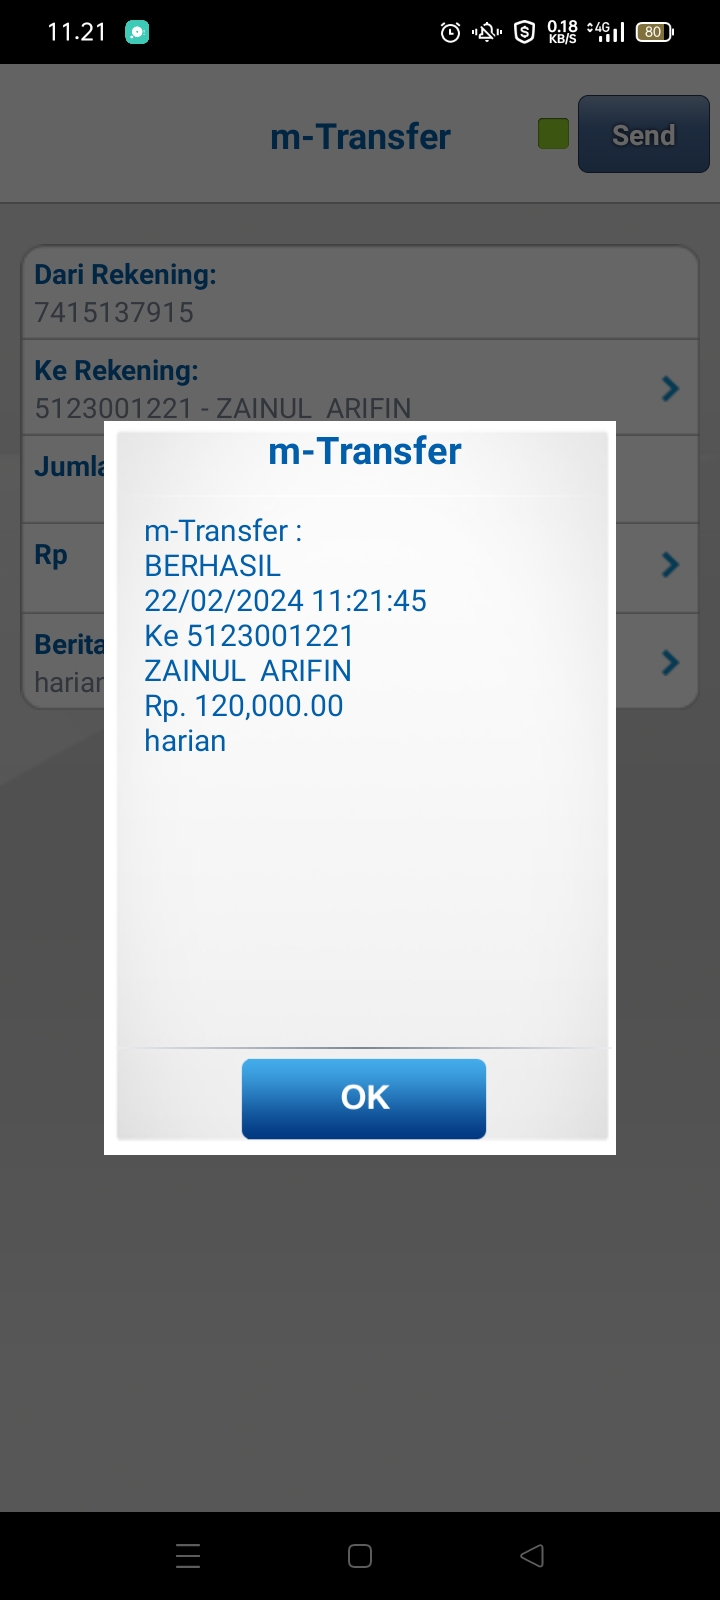 11.21
0.18
KB/S
4G
80
m-Transfer
Send
Dari Rekening:
7415137915
Ke Rekening:
5123001221 - ZAINUL  ARIFIN
Rp
harian
m-Transfer
m-Transfer :
BERHASIL
22/02/2024 11:21:45
Ke 5123001221
ZAINUL  ARIFIN
Rp. 120,000.00
harian
OK